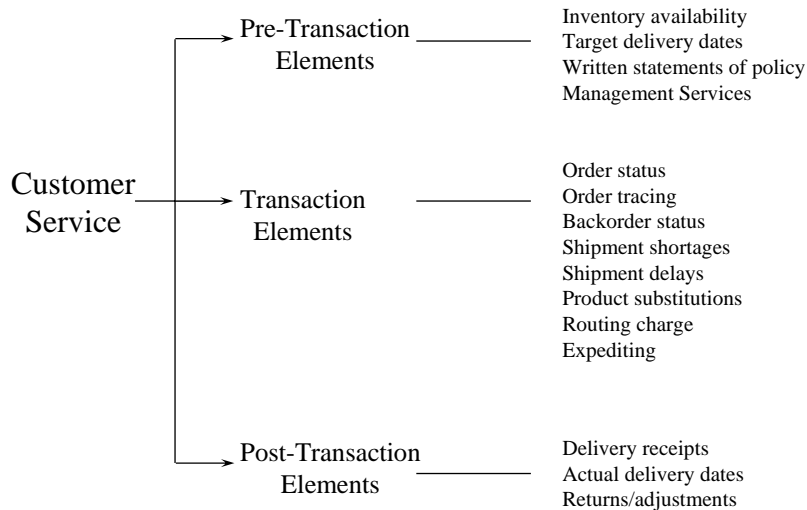 Customer
Service
Pre-Transaction
Elements
Inventory availability
Target delivery dates
Written statements of policy
Management Services
Transaction
Elements
Order status
Order tracing
Backorder status
Shipment shortages
Shipment delays
Product substitutions
Routing charge
Expediting
Post-Transaction
Elements
Delivery receipts
Actual delivery dates
Returns/adjustments